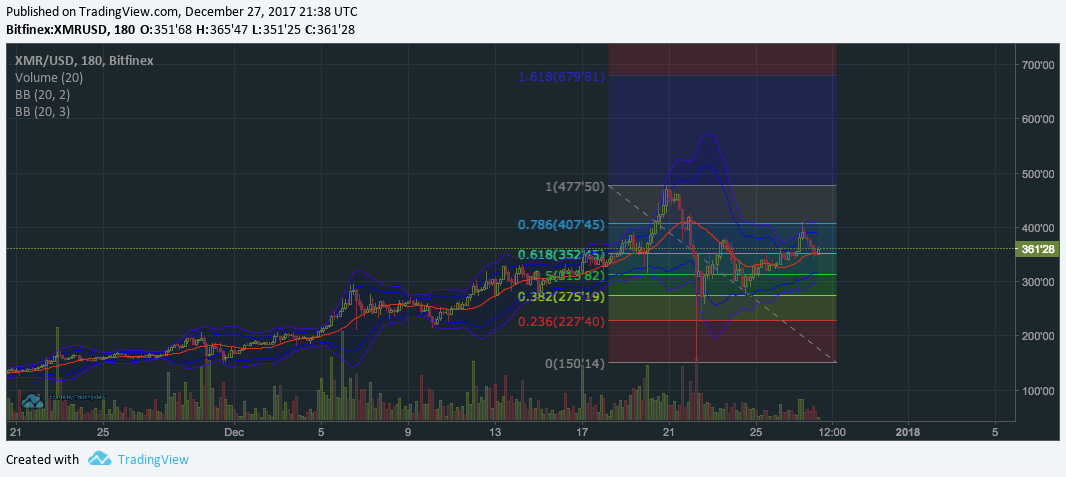 Published on TradingView.com, December 27, 2017 21:38 UTC
Bitfinex:XMRUSD, 180 O:351'68 H:365'47 L:351'25 C:361'28
XMR/USD, 180, Bitfinex
Volume (20)
BB (20, 2)
BB (20, 3)
1.618(679'81)
1(477'50)
0.786(407'45)
0.618(352'45)
0.5(313'82)
0.382(275'19)
0.236(227'40)
0(150'14)
700'00
600'00
500'00
400'00
361'28
300'00
200'00
100'00
21 25 Dec 5 9 13 17 21 25 12:00 2018 5
Created with TradingView